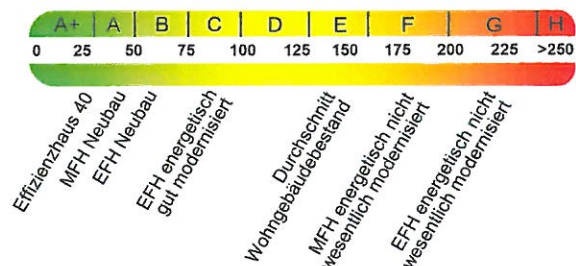 A+ A B C D E F G H
0 25 50 75 100 125 150 175 200 225 >250
Effizienzhaus 40
MFH Neubau
EFH Neubau
EFH energetisch
gut modernisiert
Durchschnitt
Wohngebäudebestand
MFH energetisch nicht
wesentlich modernisiert
EFH energetisch nicht
wesentlich modernisiert